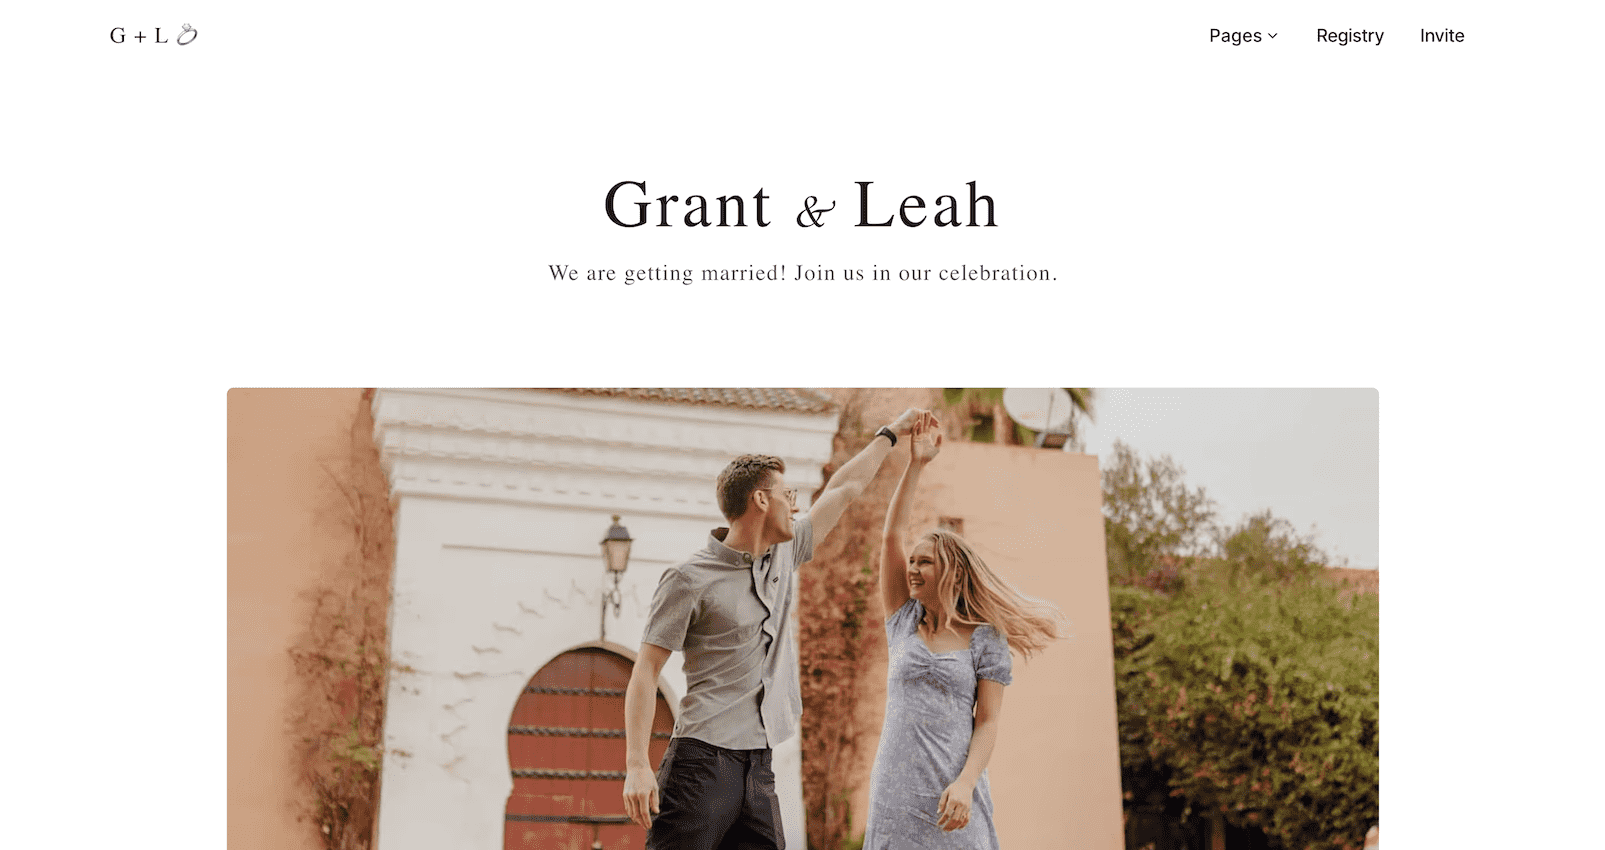 G + L
Pages
Registry
Invite
Grant & Leah
We are getting married! Join us in our celebration.